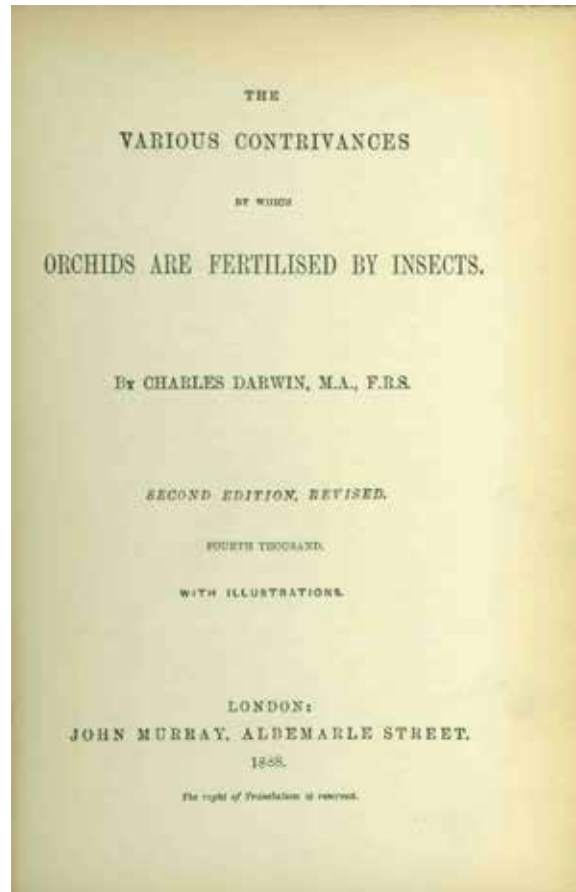 THE
VARIOUS CONTRIVANCES
BY WHICH
ORCHIDS ARE FERTILISED BY INSECTS.
BY CHARLES DARWIN, M.A., F.R.S.
SECOND EDITION, REVISED.
FOURTH THOUSAND.
WITH ILLUSTRATIONS.
LONDON:
JOHN MURRAY, ALBEMARLE STREET.
1888.
The right of Translation is reserved.